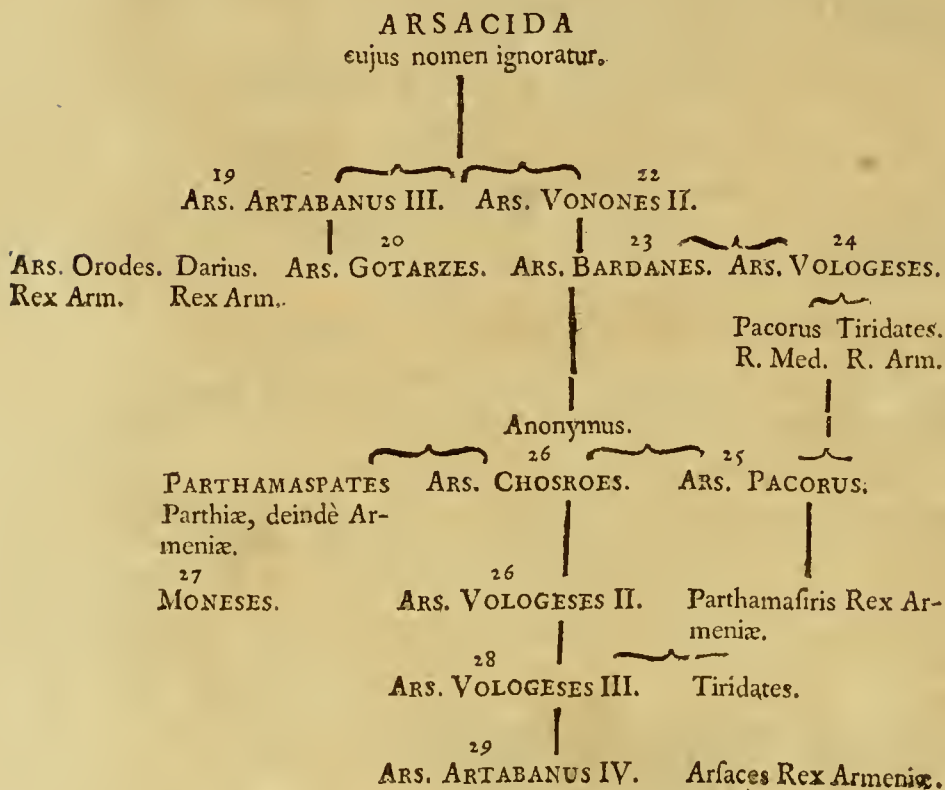 ARSACIDA
cujus nomen ignoratur.
19 22
ARS. ARTABANUS III. ARS. VONONES II.
20 23 24
ARS. Orodes. Darius. ARS. GOTARZES. ARS. BARDANES. ARS. VOLOGESES.
Rex Arm. Rex Arm.
Pacorus Tiridates.
R. Med. R. Arm.
Anonymus.
26 25
PARTHAMASPATES ARS. CHOSROES. ARS. PACORUS.
Parthiæ, deindè Ar-
meniæ.
27 26
MONESES. ARS. VOLOGESES II. Parthamaſiris Rex Ar-
meniæ.
28
ARS. VOLOGESES III. Tiridates.
29
ARS. ARTABANUS IV. Arſaces Rex Armeniæ.